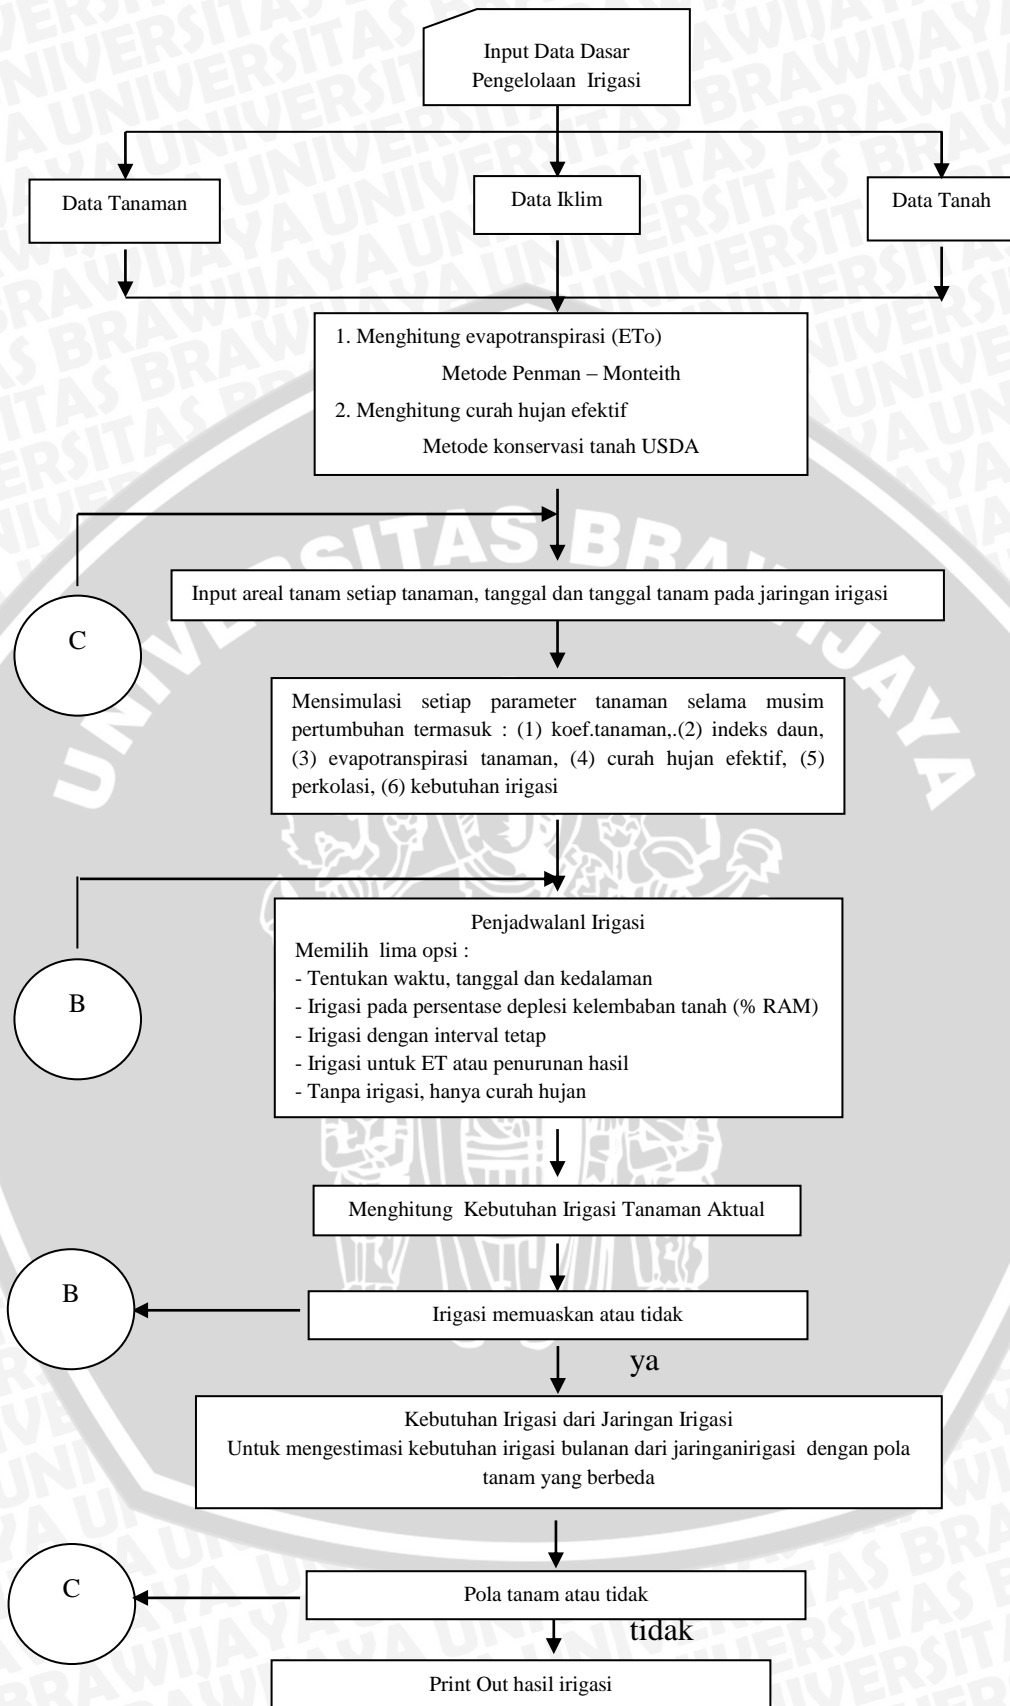 Input Data Dasar
Pengelolaan Irigasi
Data Tanaman
Data Iklim
Data Tanah
1. Menghitung evapotranspirasi (ETo)
Metode Penman – Monteith
2. Menghitung curah hujan efektif
Metode konservasi tanah USDA
UNIVERSITAS BRAWIJAYA
Input areal tanam setiap tanaman, tanggal dan tanggal tanam pada jaringan irigasi
C
Mensimulasi setiap parameter tanaman selama musim
pertumbuhan termasuk : (1) koef.tanaman,.(2) indeks daun,
(3) evapotranspirasi tanaman, (4) curah hujan efektif, (5)
perkolasi, (6) kebutuhan irigasi
B
Penjadwalanl Irigasi
Memilih lima opsi :
- Tentukan waktu, tanggal dan kedalaman
- Irigasi pada persentase deplesi kelembaban tanah (% RAM)
- Irigasi dengan interval tetap
- Irigasi untuk ET atau penurunan hasil
- Tanpa irigasi, hanya curah hujan
Menghitung Kebutuhan Irigasi Tanaman Aktual
B
Irigasi memuaskan atau tidak
ya
Kebutuhan Irigasi dari Jaringan Irigasi
Untuk mengestimasi kebutuhan irigasi bulanan dari jaringanirigasi dengan pola
tanam yang berbeda
C
Pola tanam atau tidak
tidak
Print Out hasil irigasi